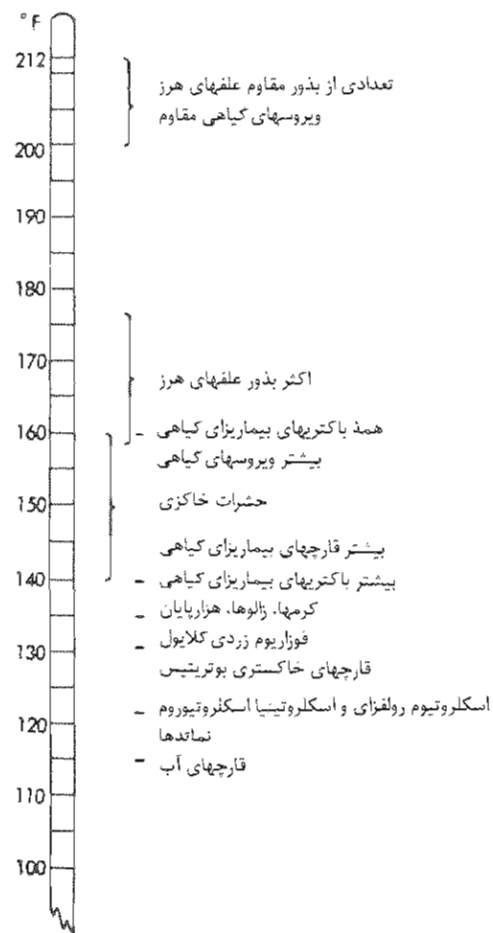 °F
212
تعدادی از بذور مقاوم علفهای هرز
ویروسهای گیاهی مقاوم
200
190
180
170
اکثر بذور علفهای هرز
160
همهٔ باکتریهای بیماریزای گیاهی
بیشتر ویروسهای گیاهی
150
حشرات خاکزی
بیشتر قارچهای بیماریزای گیاهی
140
بیشتر باکتریهای بیماریزای گیاهی
کرمها، زالوها، هزارپایان
فوزاریوم زردی کلایول
130
قارچهای خاکستری بوتریتیس
اسکلروتیوم رولفزای و اسکلروتینیا اسکلروتیوروم
120
نماتدها
قارچهای آب
110
100